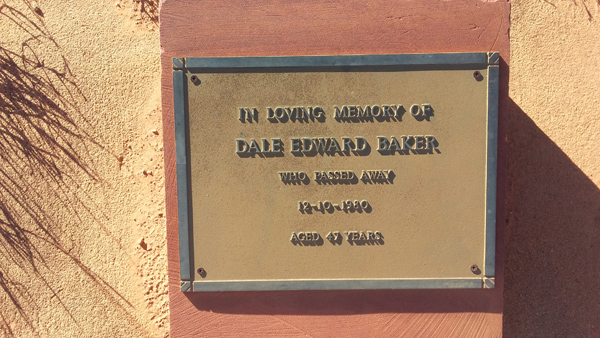 IN LOVING MEMORY OF
DALE EDWARD BAKER
WHO PASSED AWAY
12-10-1980
AGED 47 YEARS